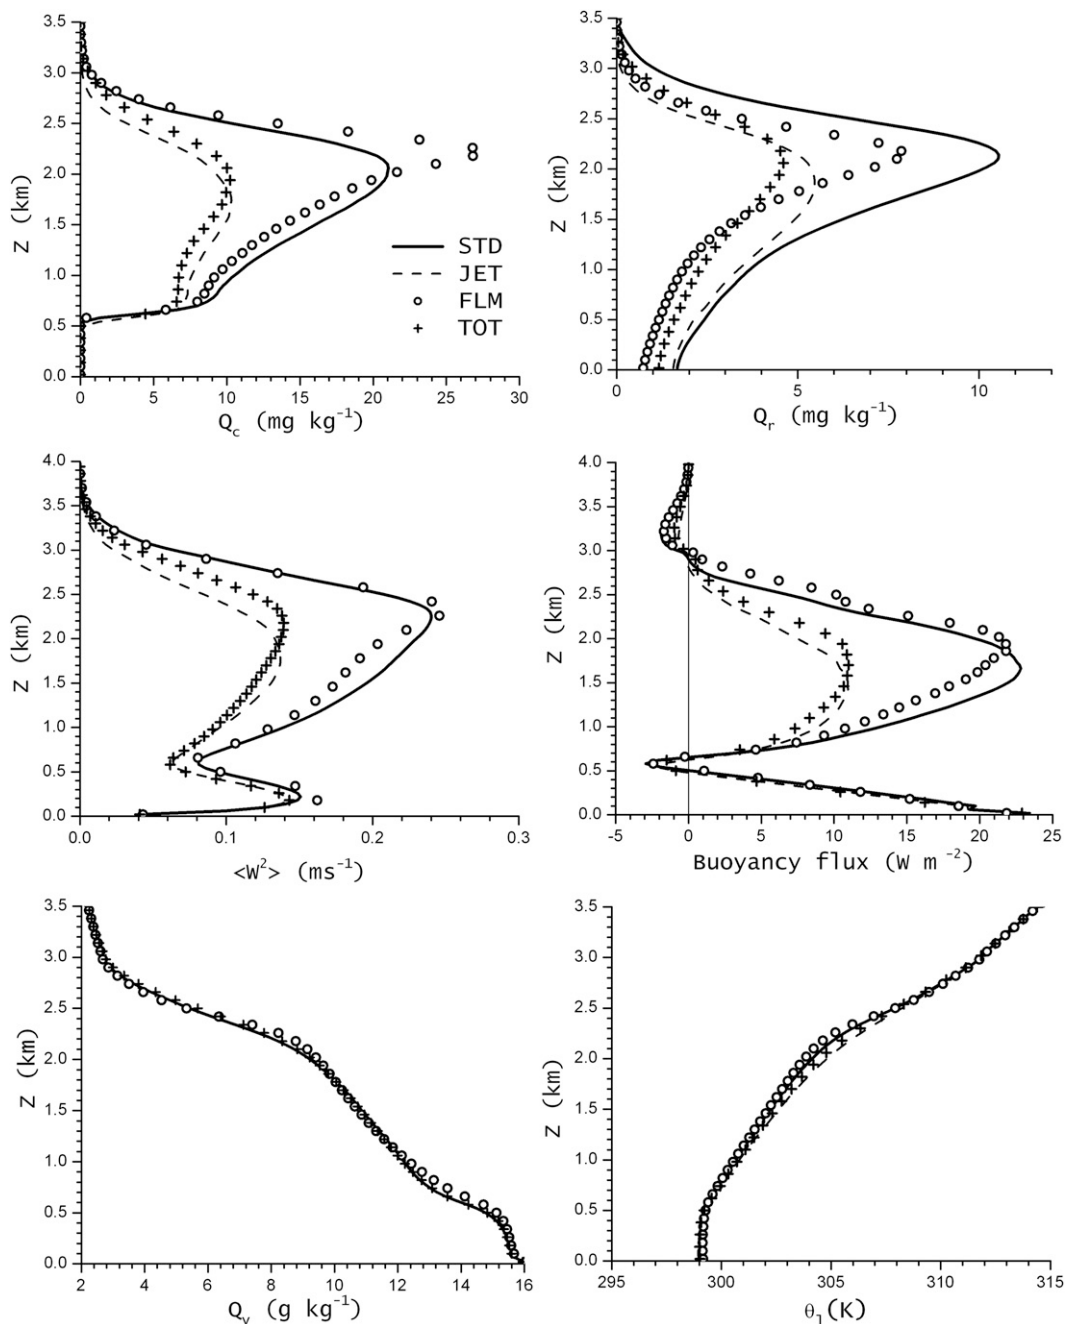 3.5
3.0
2.5
2.0
1.5
1.0
0.5
0.0
Z (km)
STD
JET
FLM
TOT
0 5 10 15 20 25 30
Q_c (mg kg⁻¹)
3.5
3.0
2.5
2.0
1.5
1.0
0.5
0.0
Z (km)
0 5 10
Q_r (mg kg⁻¹)
4.0
3.5
3.0
2.5
2.0
1.5
1.0
0.5
0.0
Z (km)
0.0 0.1 0.2 0.3
<W²> (ms⁻¹)
4.0
3.5
3.0
2.5
2.0
1.5
1.0
0.5
0.0
Z (km)
-5 0 5 10 15 20 25
Buoyancy flux (W m⁻²)
3.5
3.0
2.5
2.0
1.5
1.0
0.5
0.0
Z (km)
2 4 6 8 10 12 14 16
Q_v (g kg⁻¹)
3.5
3.0
2.5
2.0
1.5
1.0
0.5
0.0
Z (km)
295 300 305 310 315
θ_l(K)